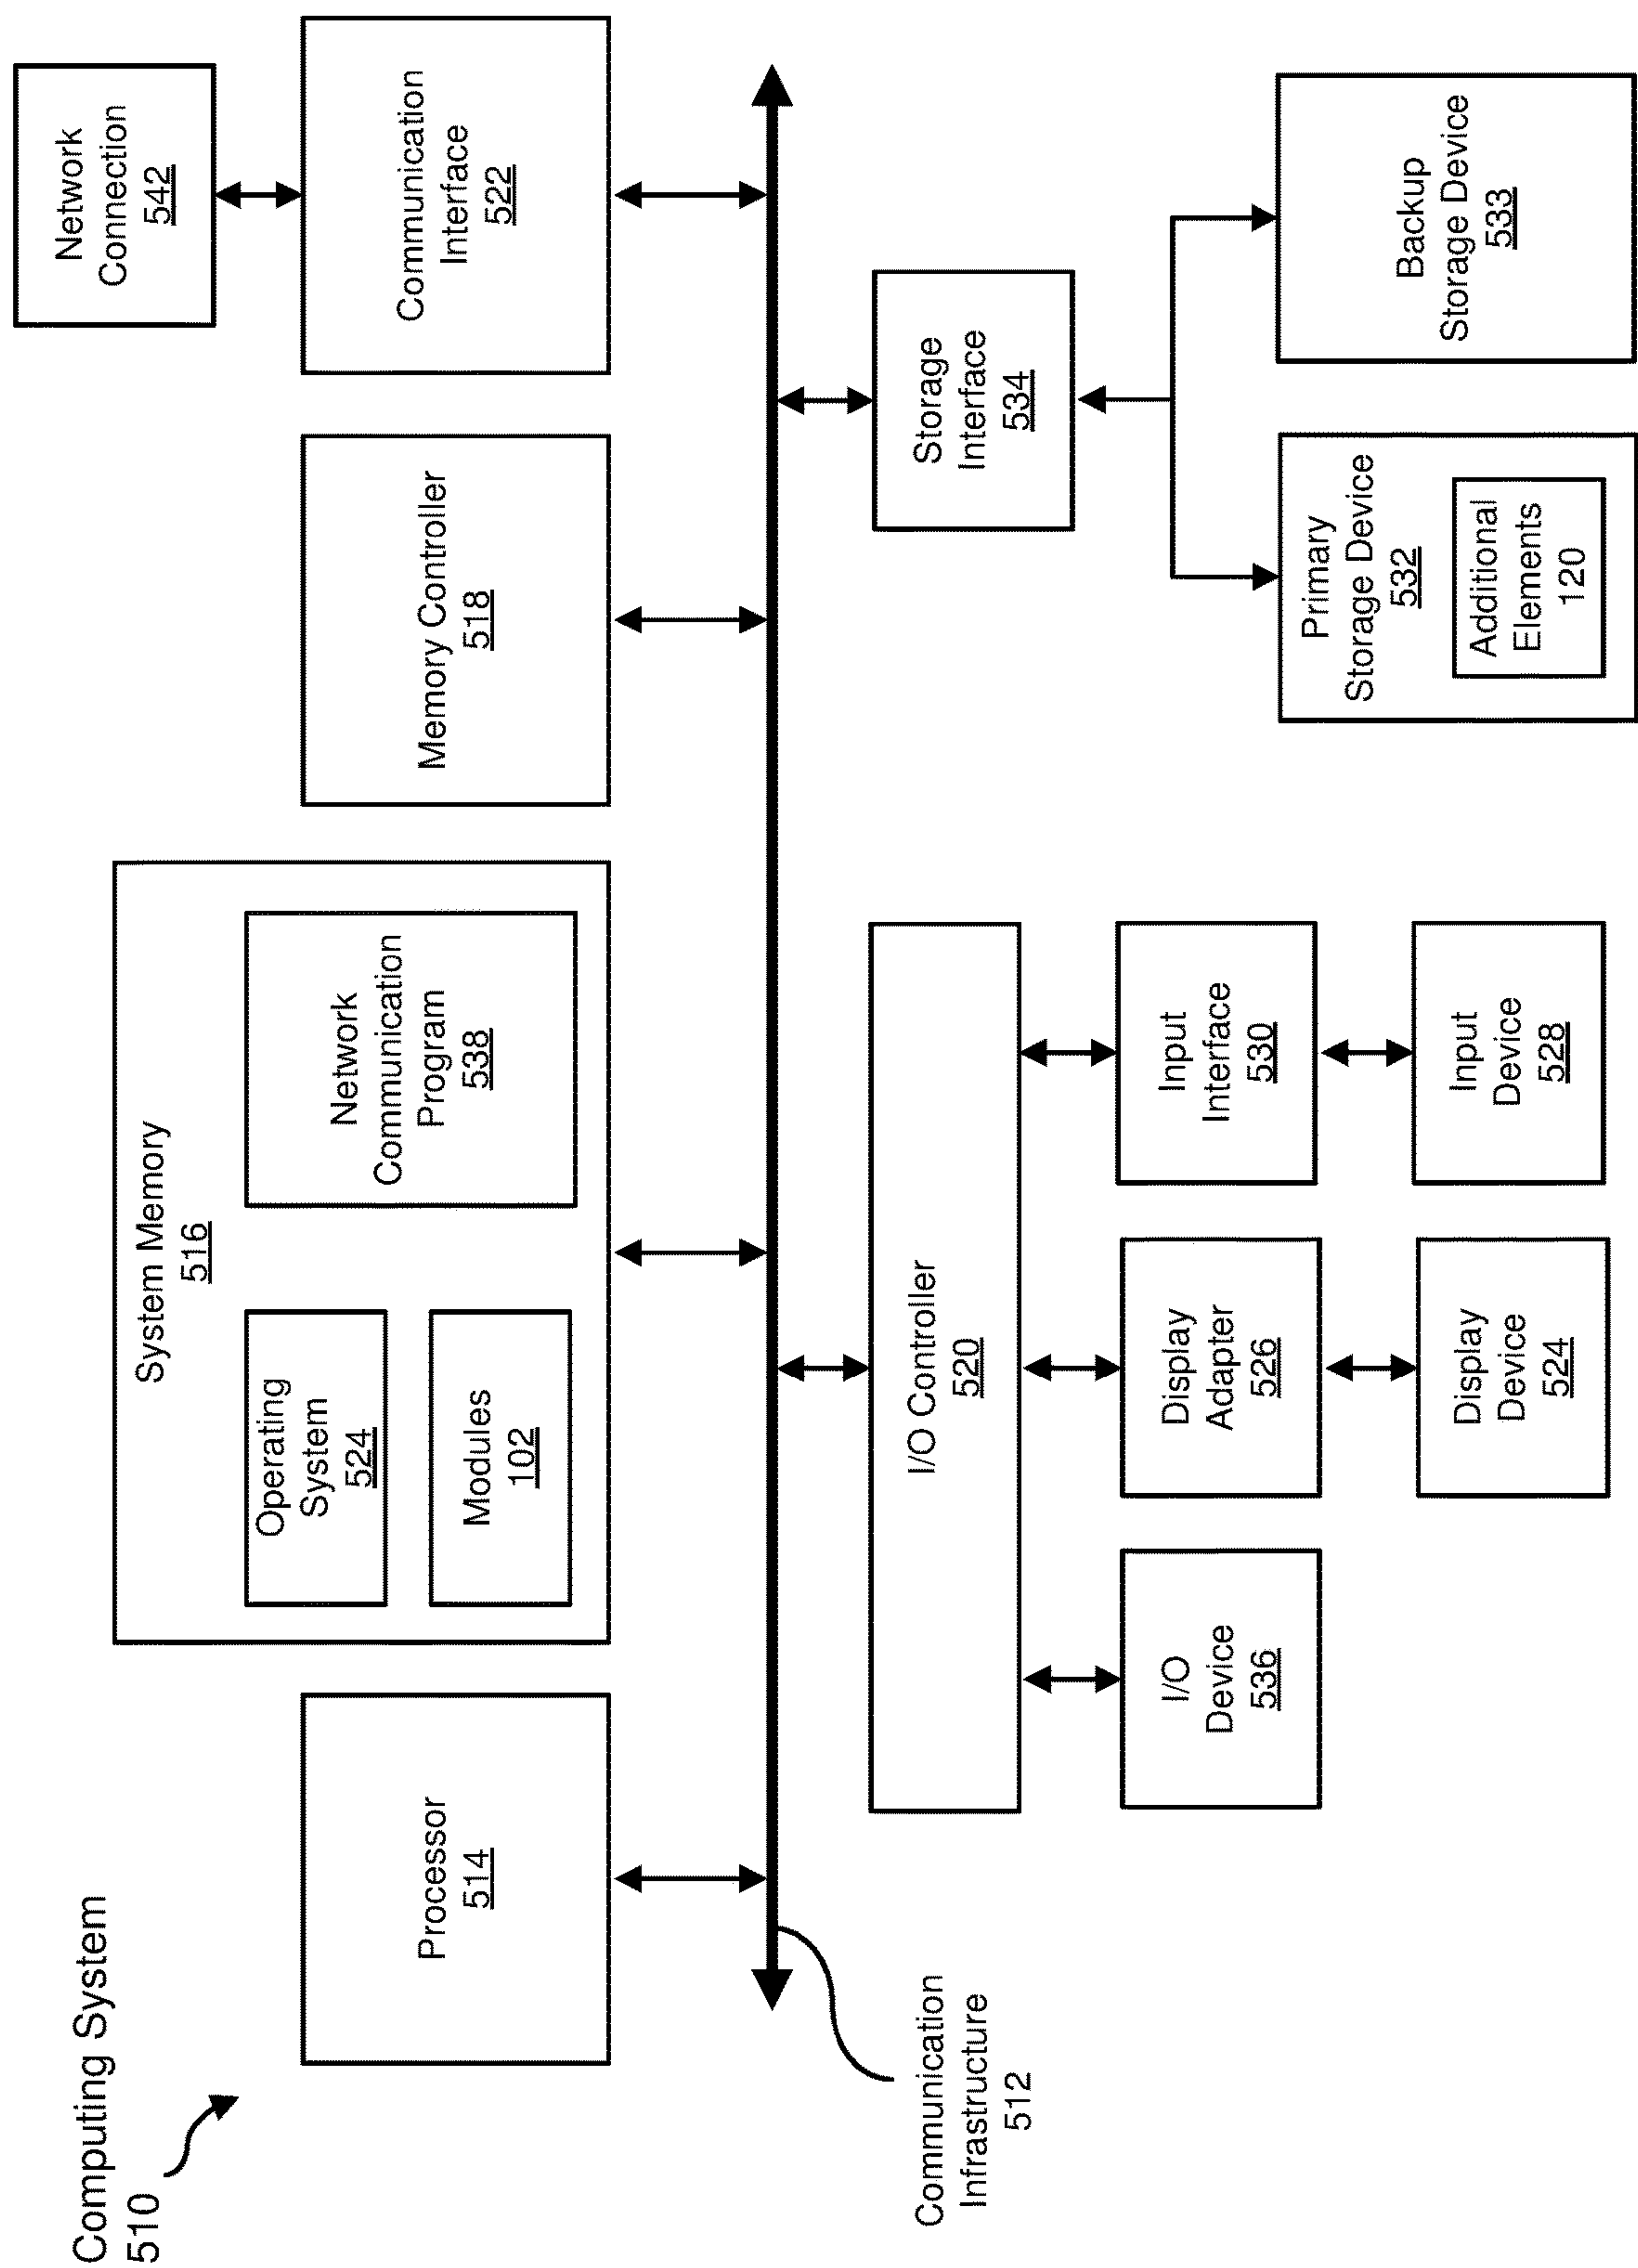 Computing System
510
Processor
514
System Memory
516
Operating
System
524
Modules
102
Network
Communication
Program
538
Memory Controller
518
Network
Connection
542
Communication
Interface
522
Communication
Infrastructure
512
I/O Controller
520
I/O
Device
536
Display
Adapter
526
Display
Device
524
Input
Interface
530
Input
Device
528
Storage
Interface
534
Primary
Storage Device
532
Additional
Elements
120
Backup
Storage Device
533